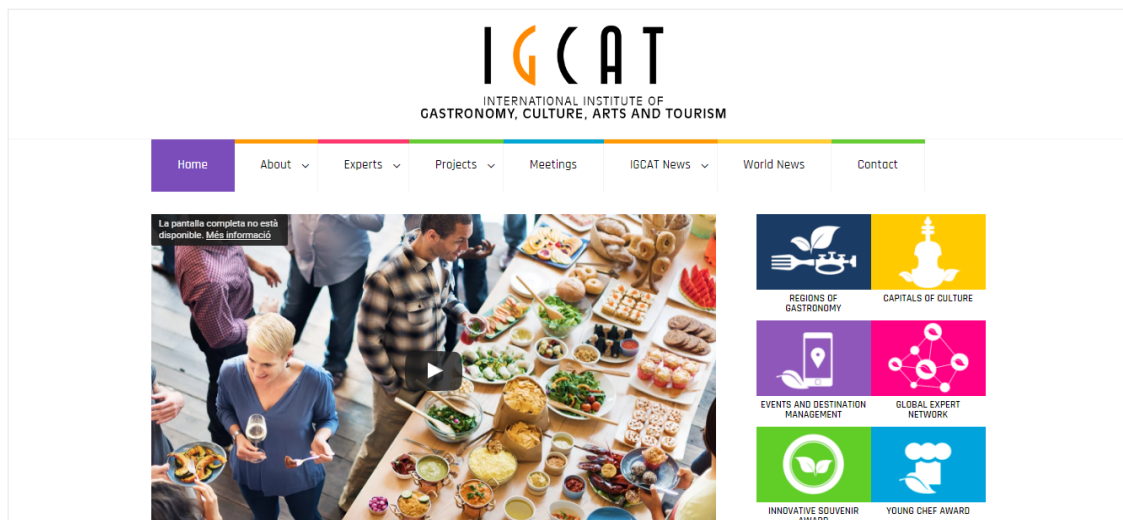 IGCAT
INTERNATIONAL INSTITUTE OF
GASTRONOMY, CULTURE, ARTS AND TOURISM
Home
About
Experts
Projects
Meetings
IGCAT News
World News
Contact
La pantalla completa no està
disponible. Més informació
REGIONS OF
GASTRONOMY
CAPITALS OF CULTURE
EVENTS AND DESTINATION
MANAGEMENT
GLOBAL EXPERT
NETWORK
INNOVATIVE SOUVENIR
AWARD
YOUNG CHEF AWARD